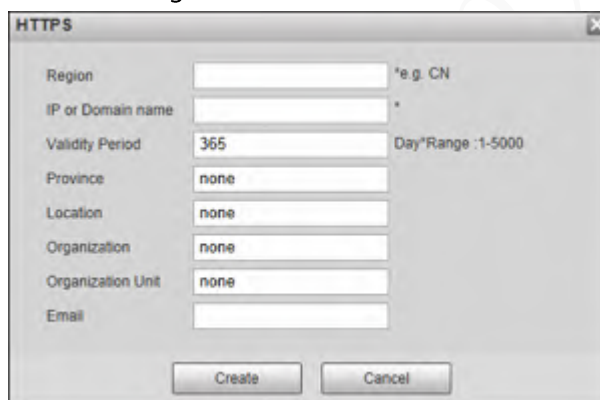 HTTPS
Region *e.g. CN
IP or Domain name *
Validity Period 365 Day*Range :1-5000
Province none
Location none
Organization none
Organization Unit none
Email
Create Cancel